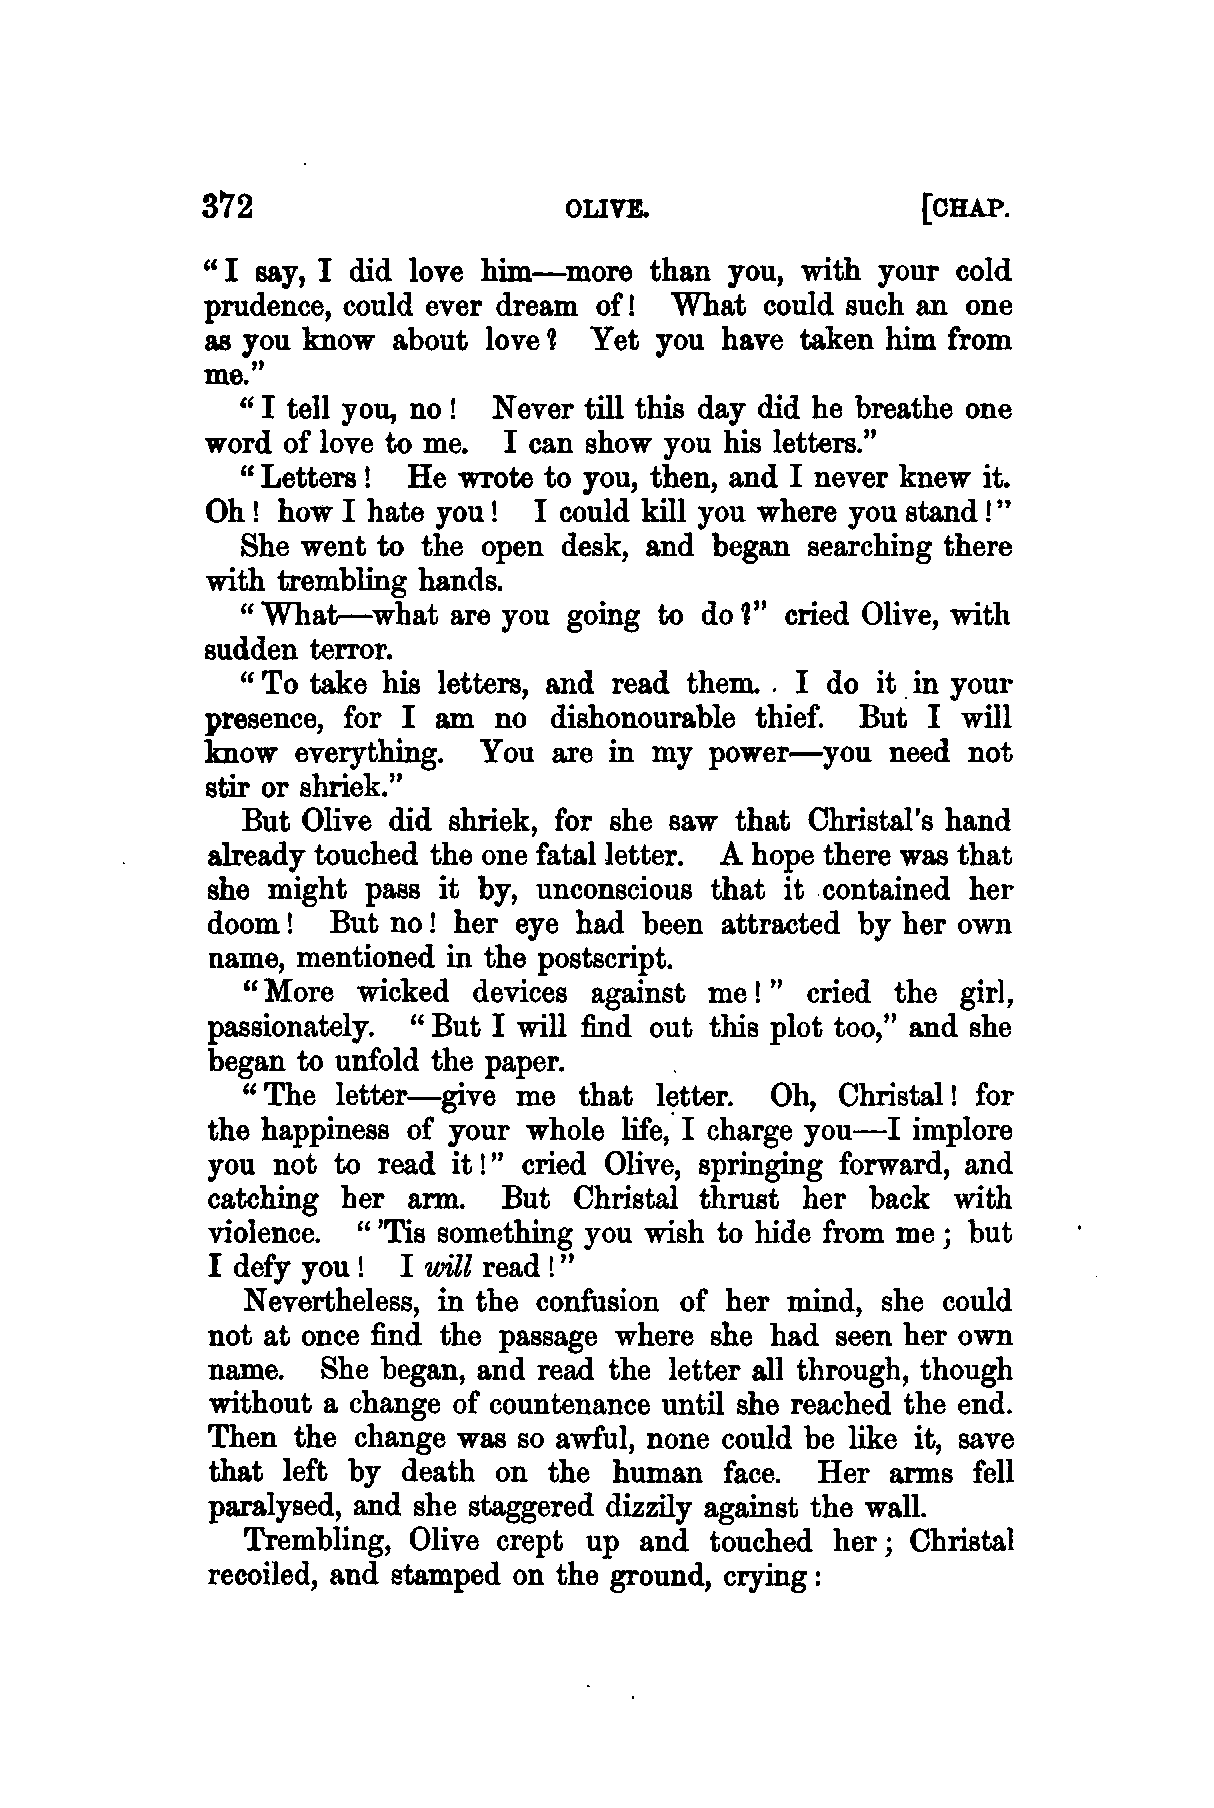 372 OLIVE. [CHAP.
“I say, I did love him—more than you, with your cold
prudence, could ever dream of! What could such an one
as you know about love? Yet you have taken him from
me.”
“I tell you, no! Never till this day did he breathe one
word of love to me. I can show you his letters.”
“Letters! He wrote to you, then, and I never knew it.
Oh! how I hate you! I could kill you where you stand!”
She went to the open desk, and began searching there
with trembling hands.
“What—what are you going to do?” cried Olive, with
sudden terror.
“To take his letters, and read them. I do it in your
presence, for I am no dishonourable thief. But I will
know everything. You are in my power—you need not
stir or shriek.”
But Olive did shriek, for she saw that Christal's hand
already touched the one fatal letter. A hope there was that
she might pass it by, unconscious that it contained her
doom! But no! her eye had been attracted by her own
name, mentioned in the postscript.
“More wicked devices against me!” cried the girl,
passionately. “But I will find out this plot too,” and she
began to unfold the paper.
“The letter—give me that letter. Oh, Christal! for
the happiness of your whole life, I charge you—I implore
you not to read it!” cried Olive, springing forward, and
catching her arm. But Christal thrust her back with
violence. “'Tis something you wish to hide from me; but
I defy you! I will read!”
Nevertheless, in the confusion of her mind, she could
not at once find the passage where she had seen her own
name. She began, and read the letter all through, though
without a change of countenance until she reached the end.
Then the change was so awful, none could be like it, save
that left by death on the human face. Her arms fell
paralysed, and she staggered dizzily against the wall.
Trembling, Olive crept up and touched her; Christal
recoiled, and stamped on the ground, crying: